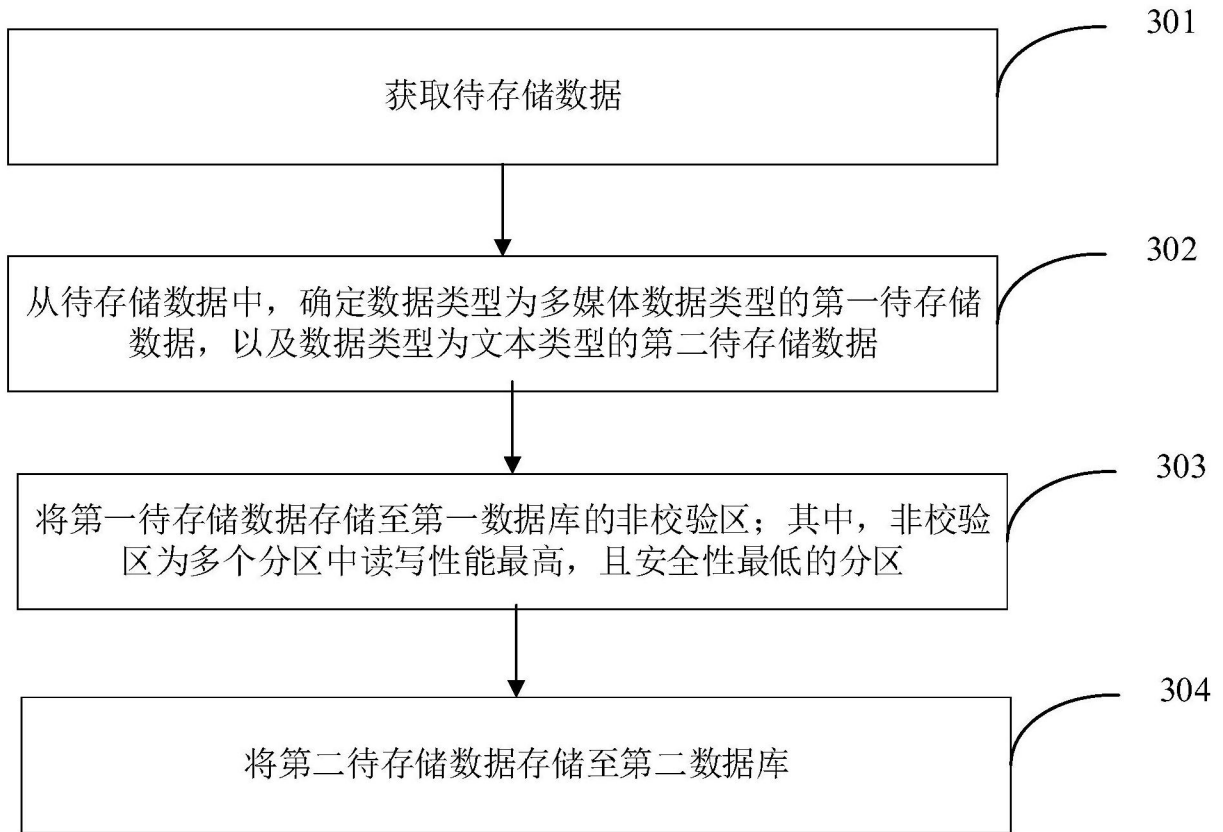 301
获取待存储数据
302
从待存储数据中，确定数据类型为多媒体数据类型的第一待存储
数据，以及数据类型为文本类型的第二待存储数据
303
将第一待存储数据存储至第一数据库的非校验区；其中，非校验
区为多个分区中读写性能最高，且安全性最低的分区
304
将第二待存储数据存储至第二数据库